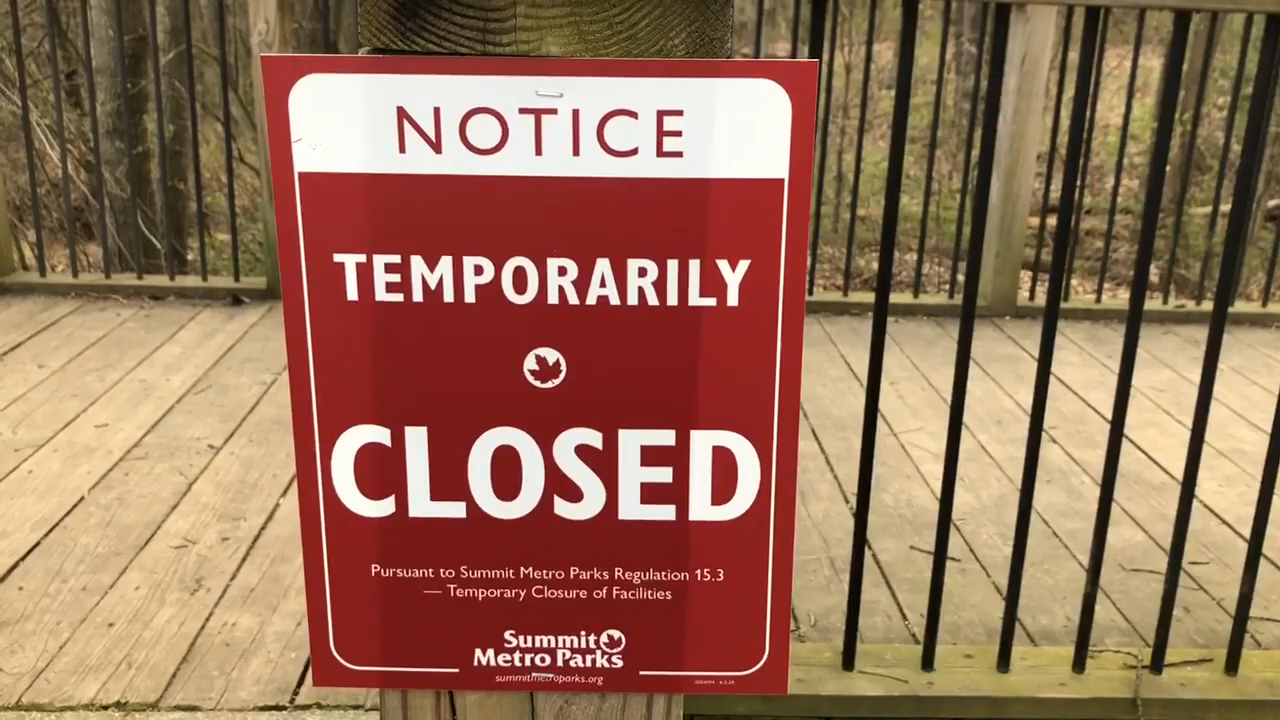 NOTICE
TEMPORARILY
CLOSED
Pursuant to Summit Metro Parks Regulation 15.3
— Temporary Closure of Facilities
Summit
Metro Parks
summitmetroparks.org